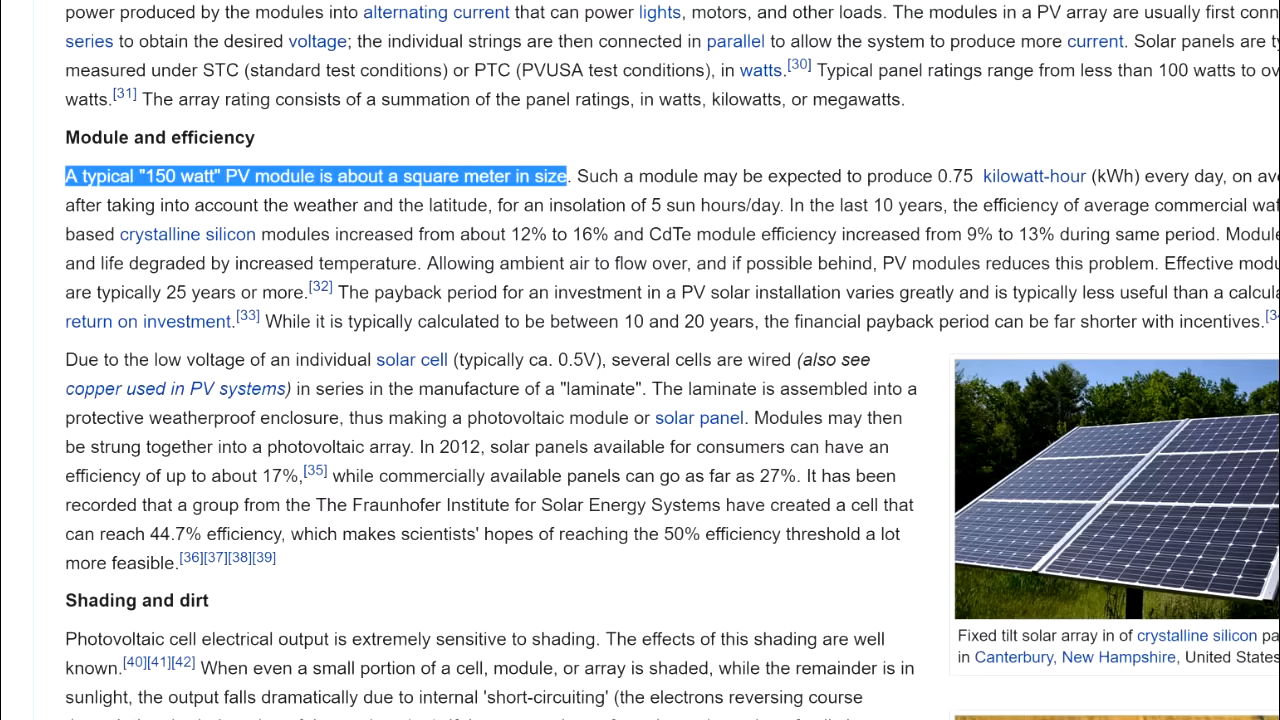 power produced by the modules into alternating current that can power lights, motors, and other loads. The modules in a PV array are usually first
series to obtain the desired voltage; the individual strings are then connected in parallel to allow the system to produce more current. Solar panels are
measured under STC (standard test conditions) or PTC (PVUSA test conditions), in watts.[30] Typical panel ratings range from less than 100 watts to
watts.[31] The array rating consists of a summation of the panel ratings, in watts, kilowatts, or megawatts.
Module and efficiency
A typical "150 watt" PV module is about a square meter in size. Such a module may be expected to produce 0.75 kilowatt-hour (kWh) every day, on
after taking into account the weather and the latitude, for an insolation of 5 sun hours/day. In the last 10 years, the efficiency of average commercial
based crystalline silicon modules increased from about 12% to 16% and CdTe module efficiency increased from 9% to 13% during same period.
and life degraded by increased temperature. Allowing ambient air to flow over, and if possible behind, PV modules reduces this problem. Effective
are typically 25 years or more.[32] The payback period for an investment in a PV solar installation varies greatly and is typically less useful than a
return on investment.[33] While it is typically calculated to be between 10 and 20 years, the financial payback period can be far shorter with incentives.
Due to the low voltage of an individual solar cell (typically ca. 0.5V), several cells are wired (also see
copper used in PV systems) in series in the manufacture of a "laminate". The laminate is assembled into a
protective weatherproof enclosure, thus making a photovoltaic module or solar panel. Modules may then
be strung together into a photovoltaic array. In 2012, solar panels available for consumers can have an
efficiency of up to about 17%,[35] while commercially available panels can go as far as 27%. It has been
recorded that a group from the The Fraunhofer Institute for Solar Energy Systems have created a cell that
can reach 44.7% efficiency, which makes scientists' hopes of reaching the 50% efficiency threshold a lot
more feasible.[36][37][38][39]
Fixed tilt solar array in of crystalline silicon
in Canterbury, New Hampshire, United States
Shading and dirt
Photovoltaic cell electrical output is extremely sensitive to shading. The effects of this shading are well
known.[40][41][42] When even a small portion of a cell, module, or array is shaded, while the remainder is in
sunlight, the output falls dramatically due to internal 'short-circuiting' (the electrons reversing course